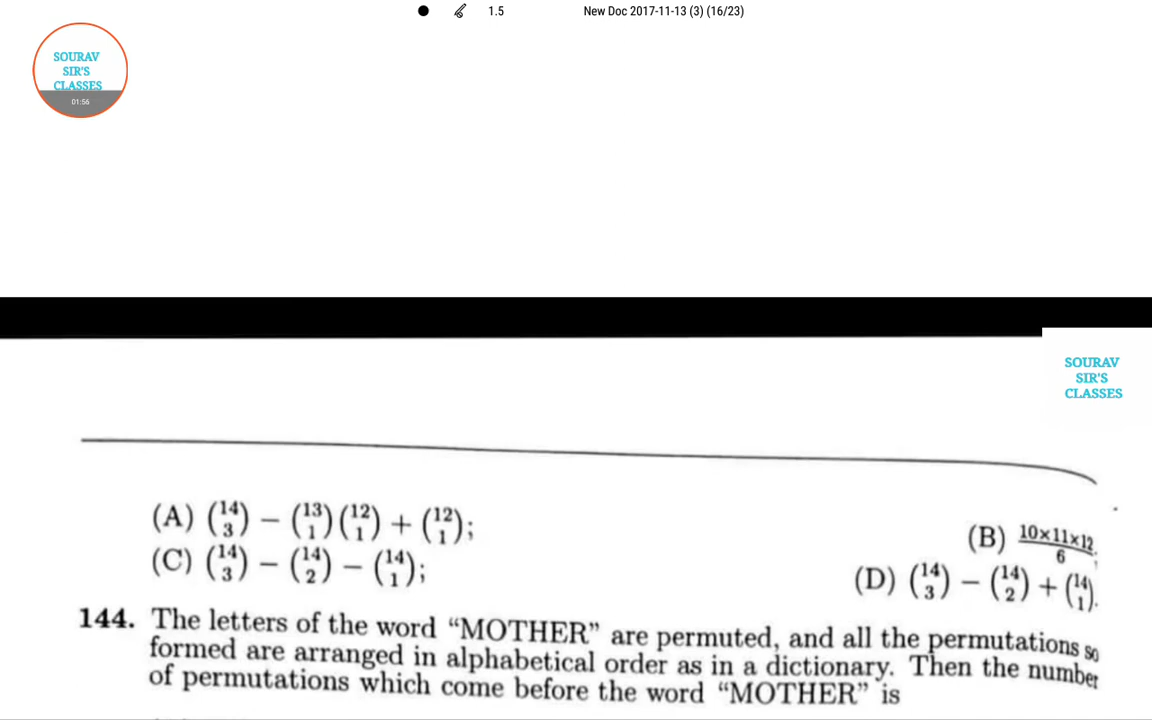 1.5 New Doc 2017-11-13 (3) (16/23)
SOURAV
SIR'S
CLASSES
01:56
SOURAV
SIR'S
CLASSES
(A) $\binom{14}{3} - \binom{13}{1}\binom{12}{1} + \binom{12}{1}$;
(B) $\frac{10×11×12}{6}$;
(C) $\binom{14}{3} - \binom{14}{2} - \binom{14}{1}$;
(D) $\binom{14}{3} - \binom{14}{2} + \binom{14}{1}$.
144. The letters of the word “MOTHER” are permuted, and all the permutations so
formed are arranged in alphabetical order as in a dictionary. Then the number
of permutations which come before the word “MOTHER” is